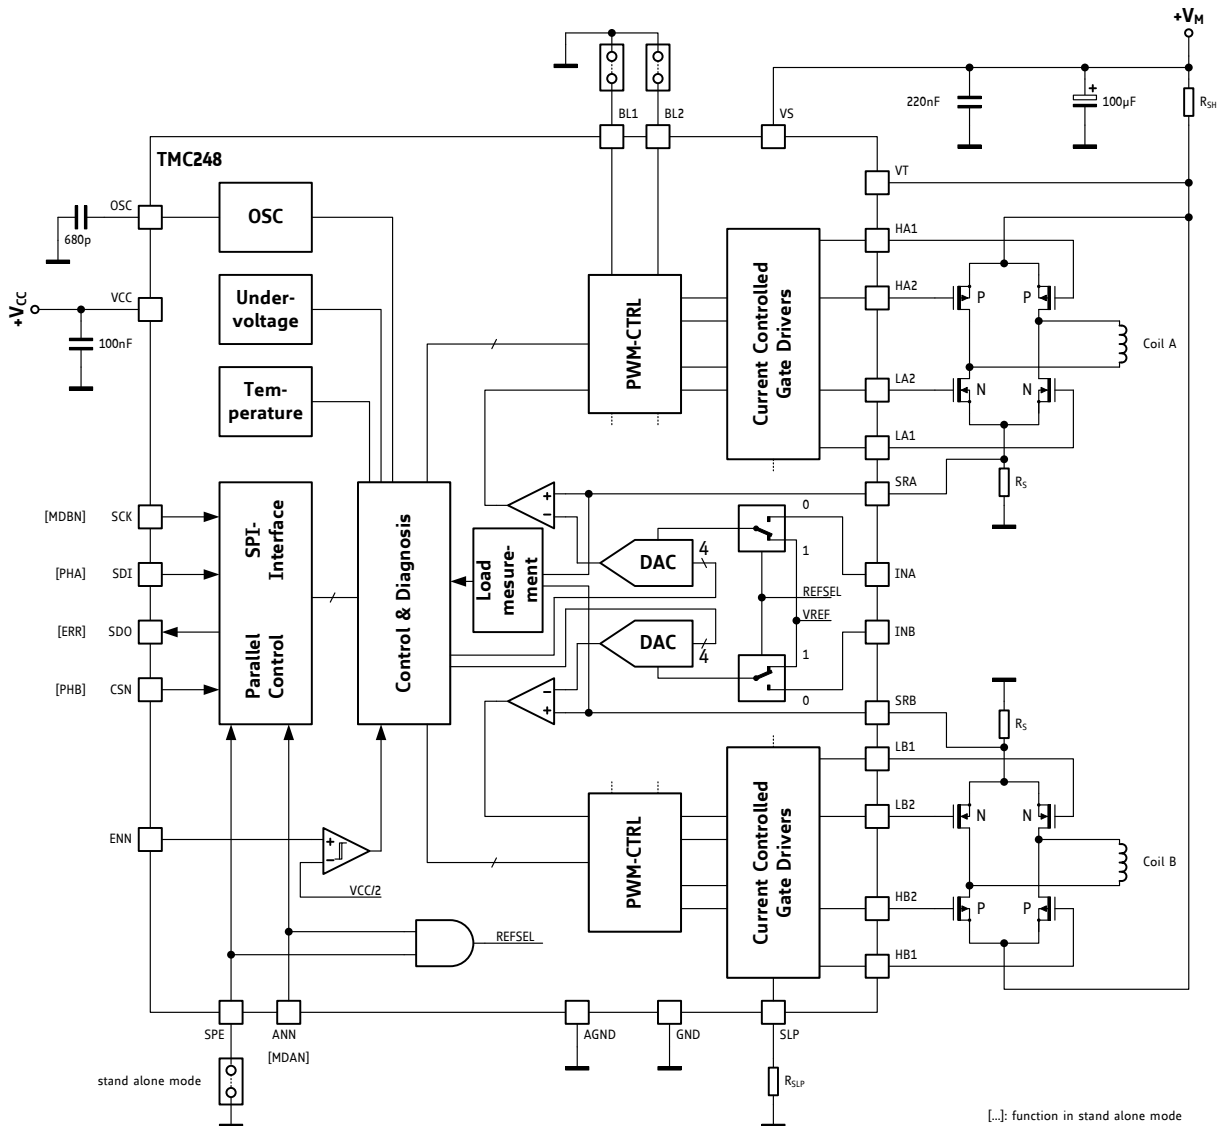 +VM
220nF
+
100µF
RSH
BL1
BL2
VS
TMC248
VT
OSC
680p
OSC
HA1
+VCC
VCC
100nF
Under-
voltage
PWM-CTRL
Current Controlled
Gate Drivers
HA2
P
P
Coil A
Tem-
perature
LA2
N
N
LA1
SRA
RS
[MDBN]
SCK
SPI-
Interface
Parallel
Control
Control & Diagnosis
+
−
Load
mesure-
ment
DAC
4
0
1
[PHA]
SDI
INA
REFSEL
VREF
[ERR]
SDO
DAC
4
1
0
INB
[PHB]
CSN
−
+
SRB
RS
LB1
LB2
N
N
ENN
+
−
VCC/2
PWM-CTRL
Current Controlled
Gate Drivers
Coil B
HB2
P
P
REFSEL
HB1
SPE
ANN
[MDAN]
AGND
GND
SLP
stand alone mode
RSLP
[...]: function in stand alone mode